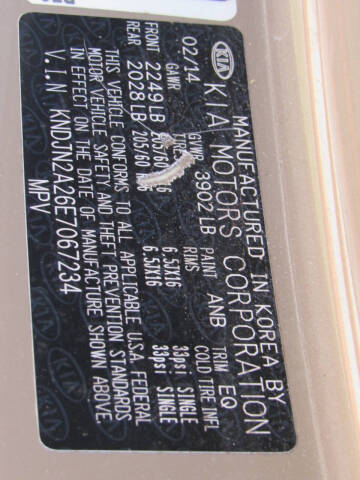 MANUFACTURED IN KOREA BY
KIA KIA MOTORS CORPORATION
02/14 GVWR 3902LB PAINT ANB TRIM EQ
GAWR RIMS COLD TIRE INFL
FRONT 2249LB 6.5JX16 33psi SINGLE
REAR 2028LB 205/60 6.5JX16 33psi SINGLE
THIS VEHICLE CONFORMS TO ALL APPLICABLE U.S.A. FEDERAL
MOTOR VEHICLE SAFETY AND THEFT PREVENTION STANDARDS
IN EFFECT ON THE DATE OF MANUFACTURE SHOWN ABOVE.
V.I.N KNDJN2A26E7067234
MPV